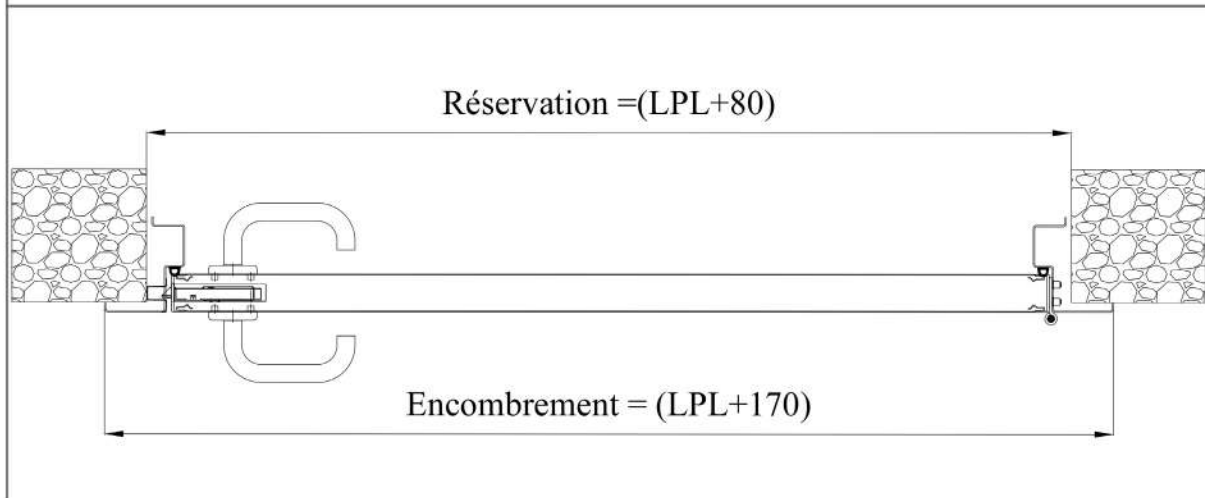 Réservation =(LPL+80)
Encombrement = (LPL+170)